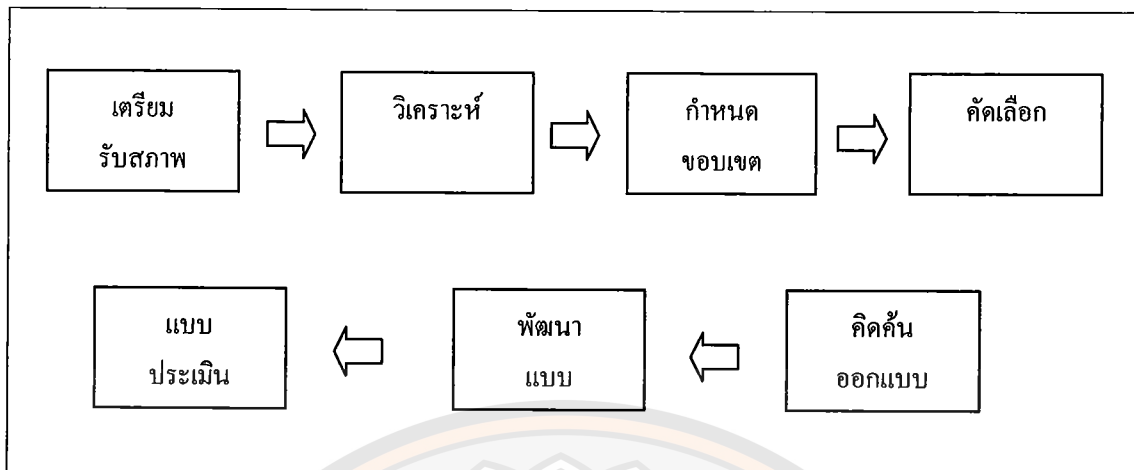 เตรียม
รับสภาพ
วิเคราะห์
กำหนด
ขอบเขต
คัดเลือก
คิดค้น
ออกแบบ
พัฒนา
แบบ
แบบ
ประเมิน